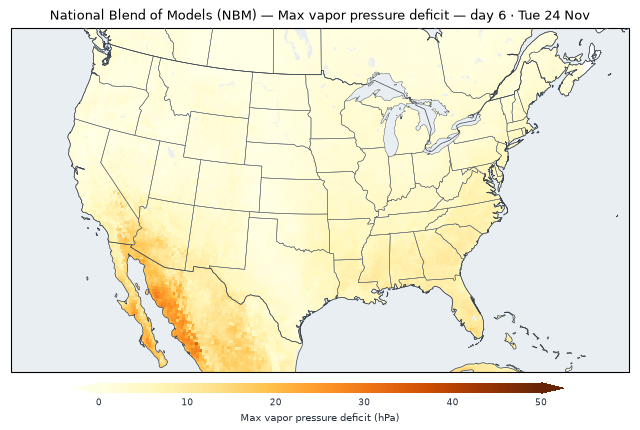 National Blend of Models (NBM) — Max vapor pressure deficit — day 6 · Tue 24 Nov
0 10 20 30 40 50
Max vapor pressure deficit (hPa)